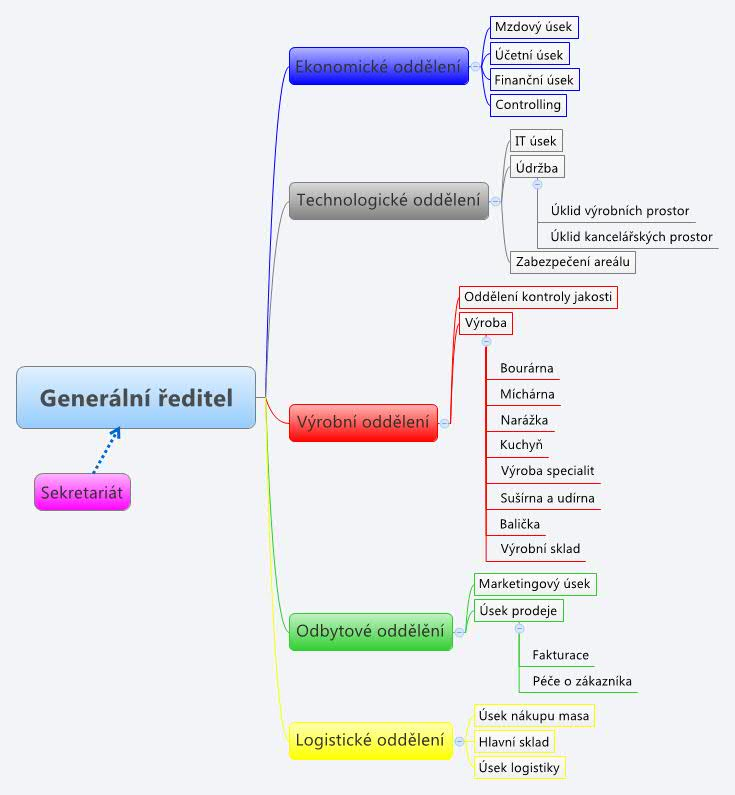 Generální ředitel
Sekretariát
Ekonomické oddělení
Mzdový úsek
Účetní úsek
Finanční úsek
Controlling
Technologické oddělení
IT úsek
Údržba
Úklid výrobních prostor
Úklid kancelářských prostor
Zabezpečení areálu
Výrobní oddělení
Oddělení kontroly jakosti
Výroba
Bourárna
Míchárna
Narážka
Kuchyň
Výroba specialit
Sušírna a udírna
Balička
Výrobní sklad
Odbytové oddělění
Marketingový úsek
Úsek prodeje
Fakturace
Péče o zákazníka
Logistické oddělení
Úsek nákupu masa
Hlavní sklad
Úsek logistiky